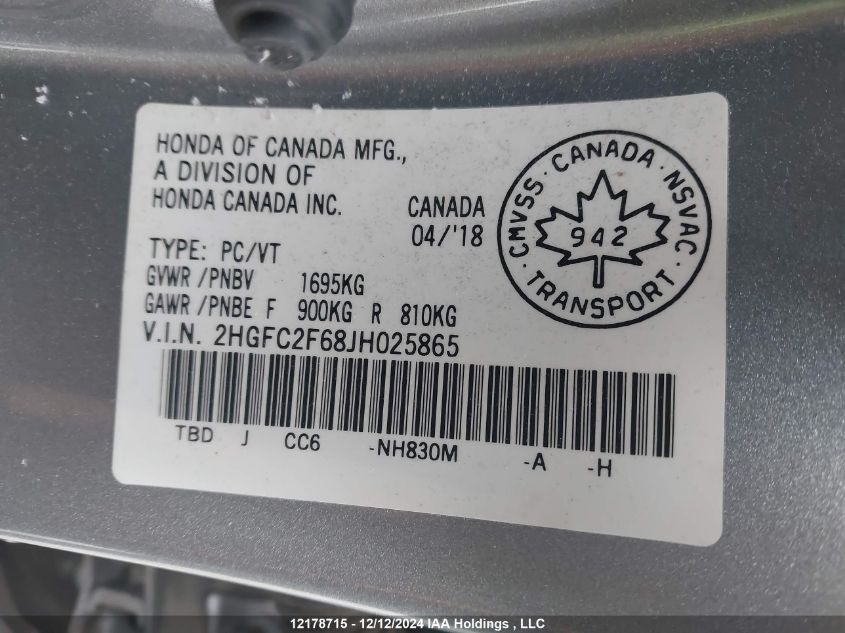 HONDA OF CANADA MFG.,
A DIVISION OF
HONDA CANADA INC.
CANADA
04/'18
TYPE: PC/VT
GVWR /PNBV 1695KG
GAWR /PNBE F 900KG R 810KG
V.I.N. 2HGFC2F68JH025865
TBD J CC6 -NH830M -A -H
CMVSS · CANADA · NSVAC
942
· TRANSPORT ·
12178715 - 12/12/2024 IAA Holdings , LLC